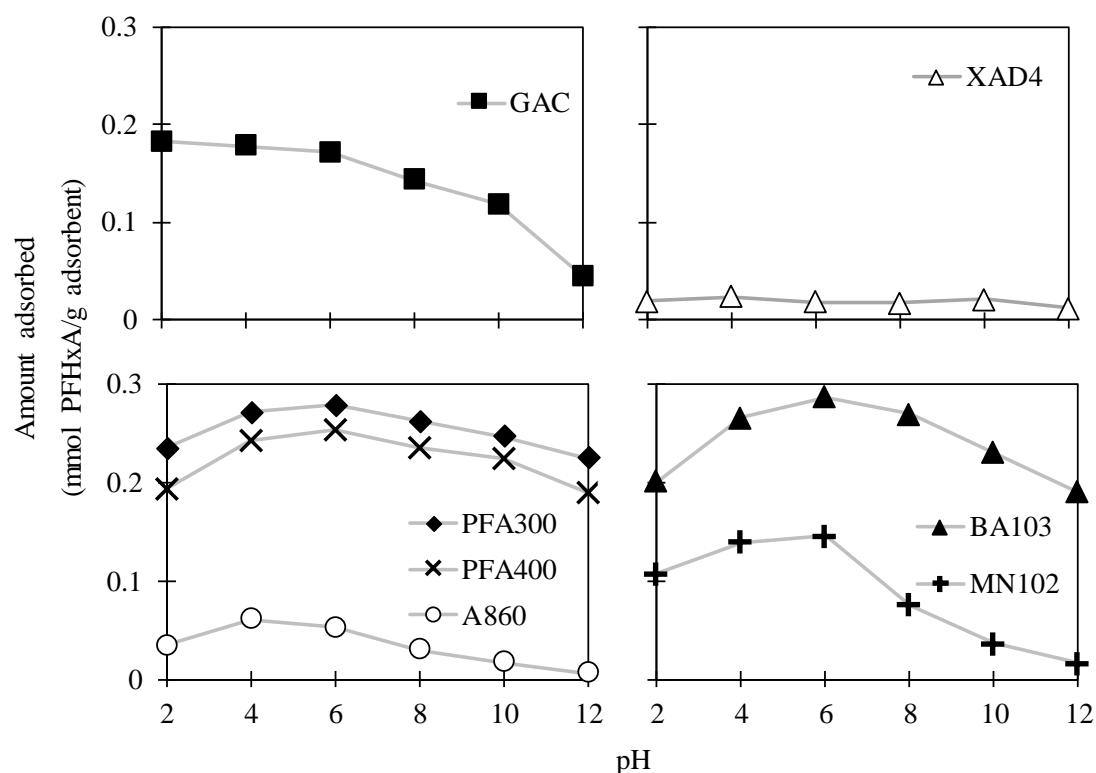 0.3
0.2
0.1
0
GAC
XAD4
Amount adsorbed
(mmol PFHxA/g adsorbent)
0.3
0.2
0.1
0
PFA300
PFA400
A860
BA103
MN102
2 4 6 8 10 12
2 4 6 8 10 12
pH